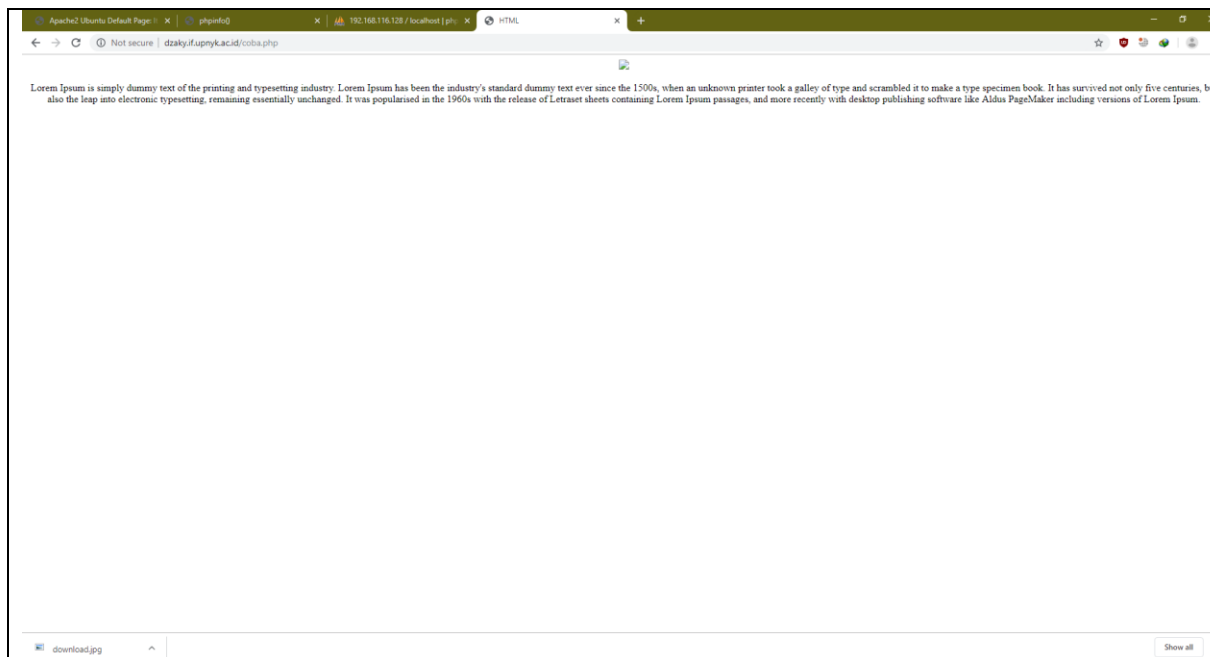 Apache2 Ubuntu Default Page:
phpinfo()
192.168.116.128 / localhost | php
HTML
Not secure | dzaky.if.upnyk.ac.id/coba.php
Lorem Ipsum is simply dummy text of the printing and typesetting industry. Lorem Ipsum has been the industry's standard dummy text ever since the 1500s, when an unknown printer took a galley of type and scrambled it to make a type specimen book. It has survived not only five centuries, b
also the leap into electronic typesetting, remaining essentially unchanged. It was popularised in the 1960s with the release of Letraset sheets containing Lorem Ipsum passages, and more recently with desktop publishing software like Aldus PageMaker including versions of Lorem Ipsum.
download.jpg
Show all